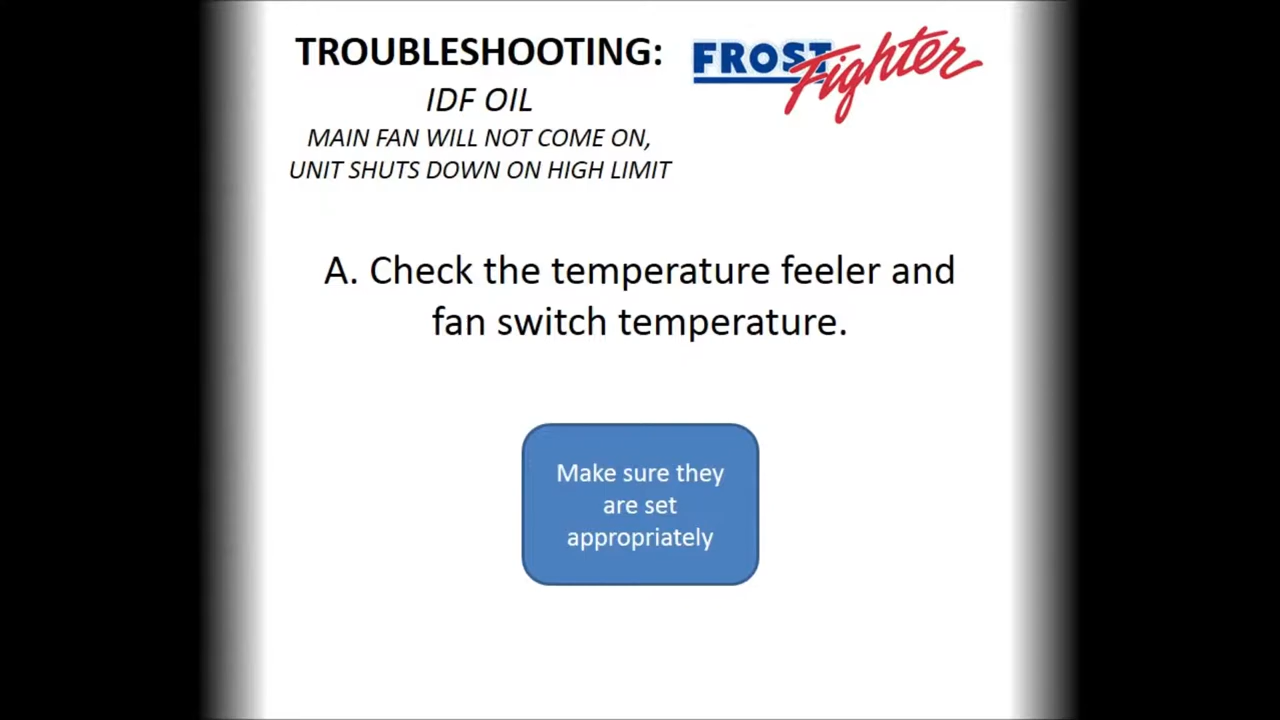 TROUBLESHOOTING:
FROST Fighter
IDF OIL
MAIN FAN WILL NOT COME ON,
UNIT SHUTS DOWN ON HIGH LIMIT
A. Check the temperature feeler and
fan switch temperature.
Make sure they
are set
appropriately